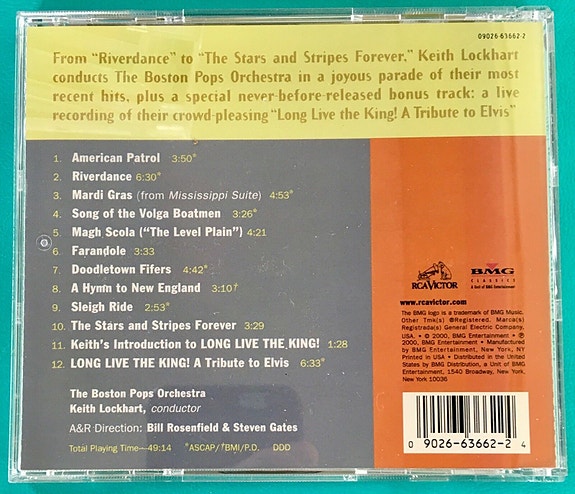 09026-63662-2
From "Riverdance" to "The Stars and Stripes Forever," Keith Lockhart
conducts The Boston Pops Orchestra in a joyous parade of their most
recent hits, plus a special never-before-released bonus track: a live
recording of their crowd-pleasing "Long Live the King! A Tribute to Elvis"
1. American Patrol 3:50*
2. Riverdance 6:30*
3. Mardi Gras (from Mississippi Suite) 4:53*
4. Song of the Volga Boatmen 3:26*
5. Magh Scola ("The Level Plain") 4:21
6. Farandole 3:33
7. Doodletown Fifers 4:42*
8. A Hymn to New England 3:10†
9. Sleigh Ride 2:53*
10. The Stars and Stripes Forever 3:29
11. Keith's Introduction to LONG LIVE THE KING! 1:28
12. LONG LIVE THE KING! A Tribute to Elvis 6:33*
The Boston Pops Orchestra
Keith Lockhart, conductor
A&R Direction: Bill Rosenfield & Steven Gates
Total Playing Time—49:14 *ASCAP/†BMI/P.D. DDD
RCA VICTOR
BMG
CLASSICS
A Unit of BMG Entertainment
www.rcavictor.com
The BMG logo is a trademark of BMG Music.
Other Tmk(s) ®Registered, Marca(s)
Registrada(s) General Electric Company,
USA. • © 2000, BMG Entertainment • ℗
2000, BMG Entertainment • Manufactured
by BMG Entertainment, New York, NY
Printed in USA • Distributed in the United
States by BMG Distribution, a Unit of BMG
Entertainment, 1540 Broadway, New York,
New York 10036
0 9026-63662-2 4